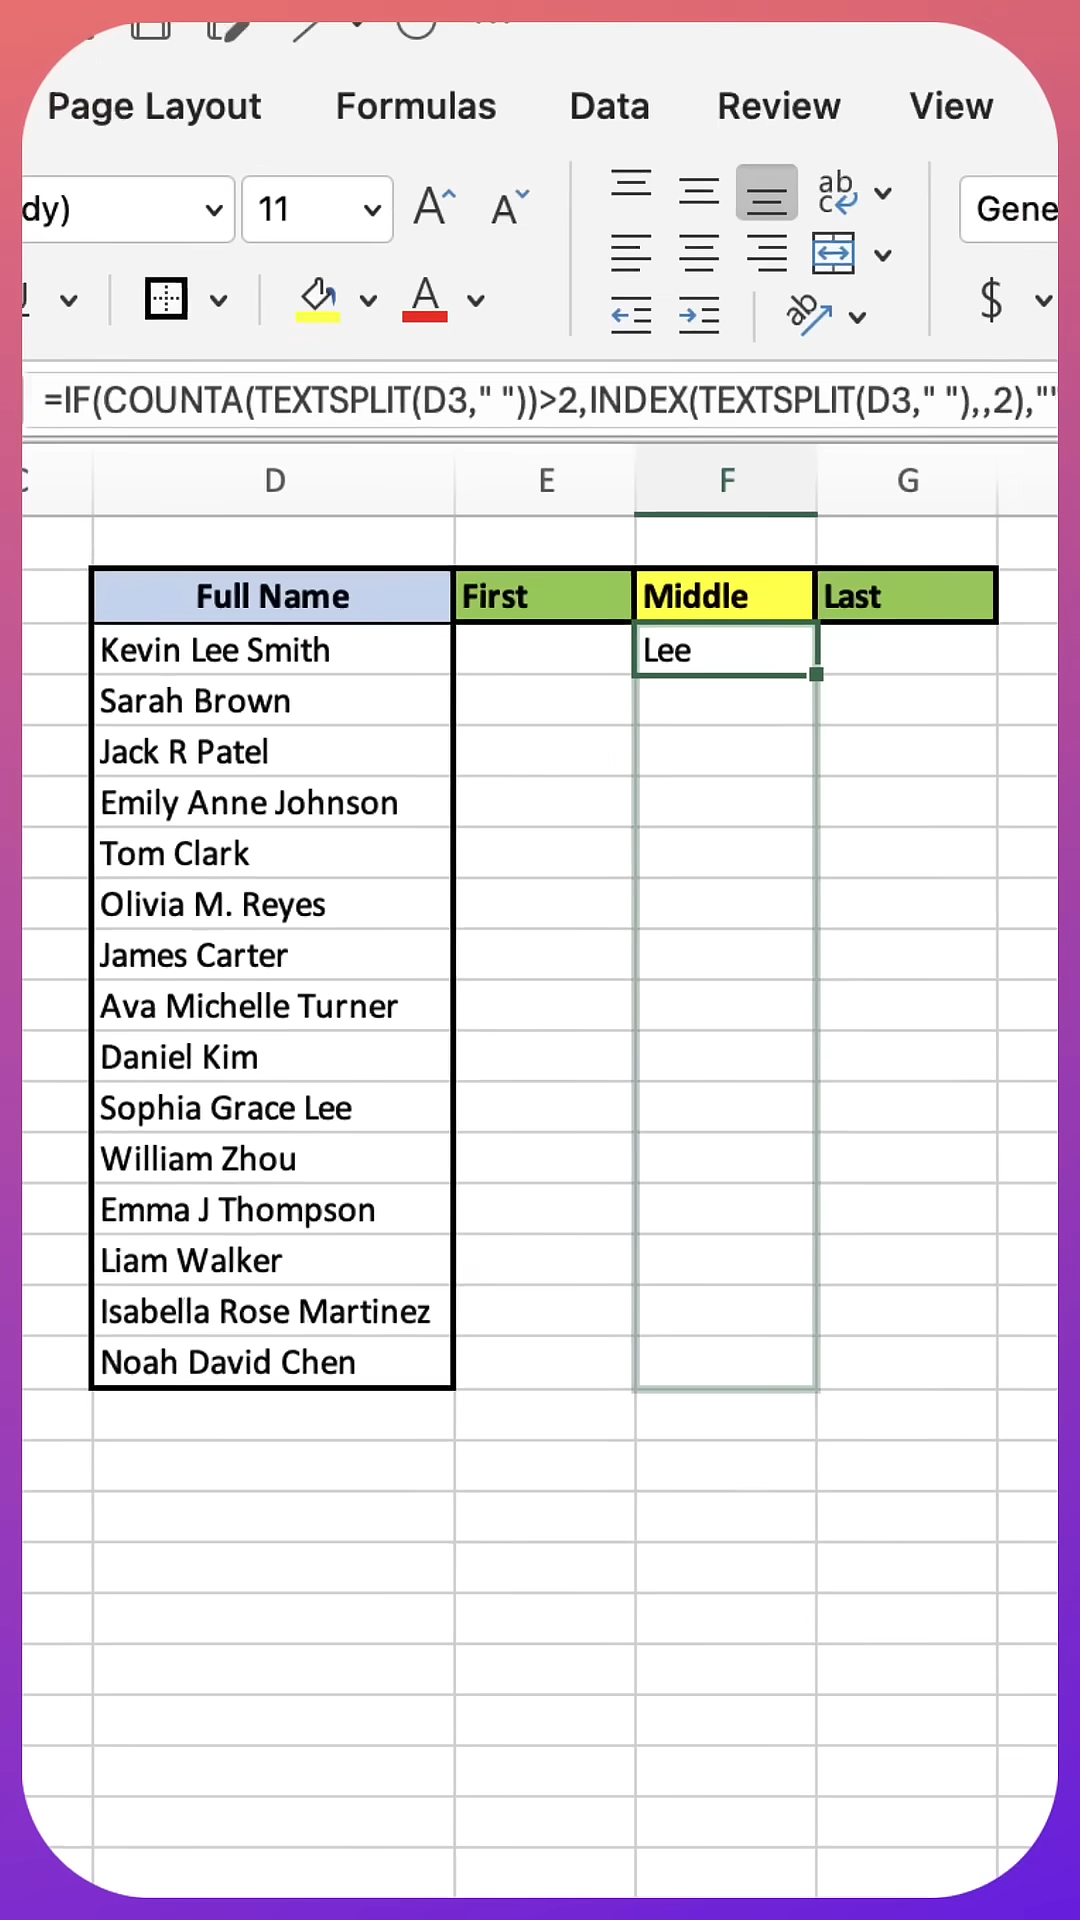 Page Layout Formulas Data Review View
dy) 11 A A ab c Gene
A ab $
=IF(COUNTA(TEXTSPLIT(D3," "))>2,INDEX(TEXTSPLIT(D3," "),,2),""
D E F G
Full Name First Middle Last
Kevin Lee Smith Lee
Sarah Brown
Jack R Patel
Emily Anne Johnson
Tom Clark
Olivia M. Reyes
James Carter
Ava Michelle Turner
Daniel Kim
Sophia Grace Lee
William Zhou
Emma J Thompson
Liam Walker
Isabella Rose Martinez
Noah David Chen